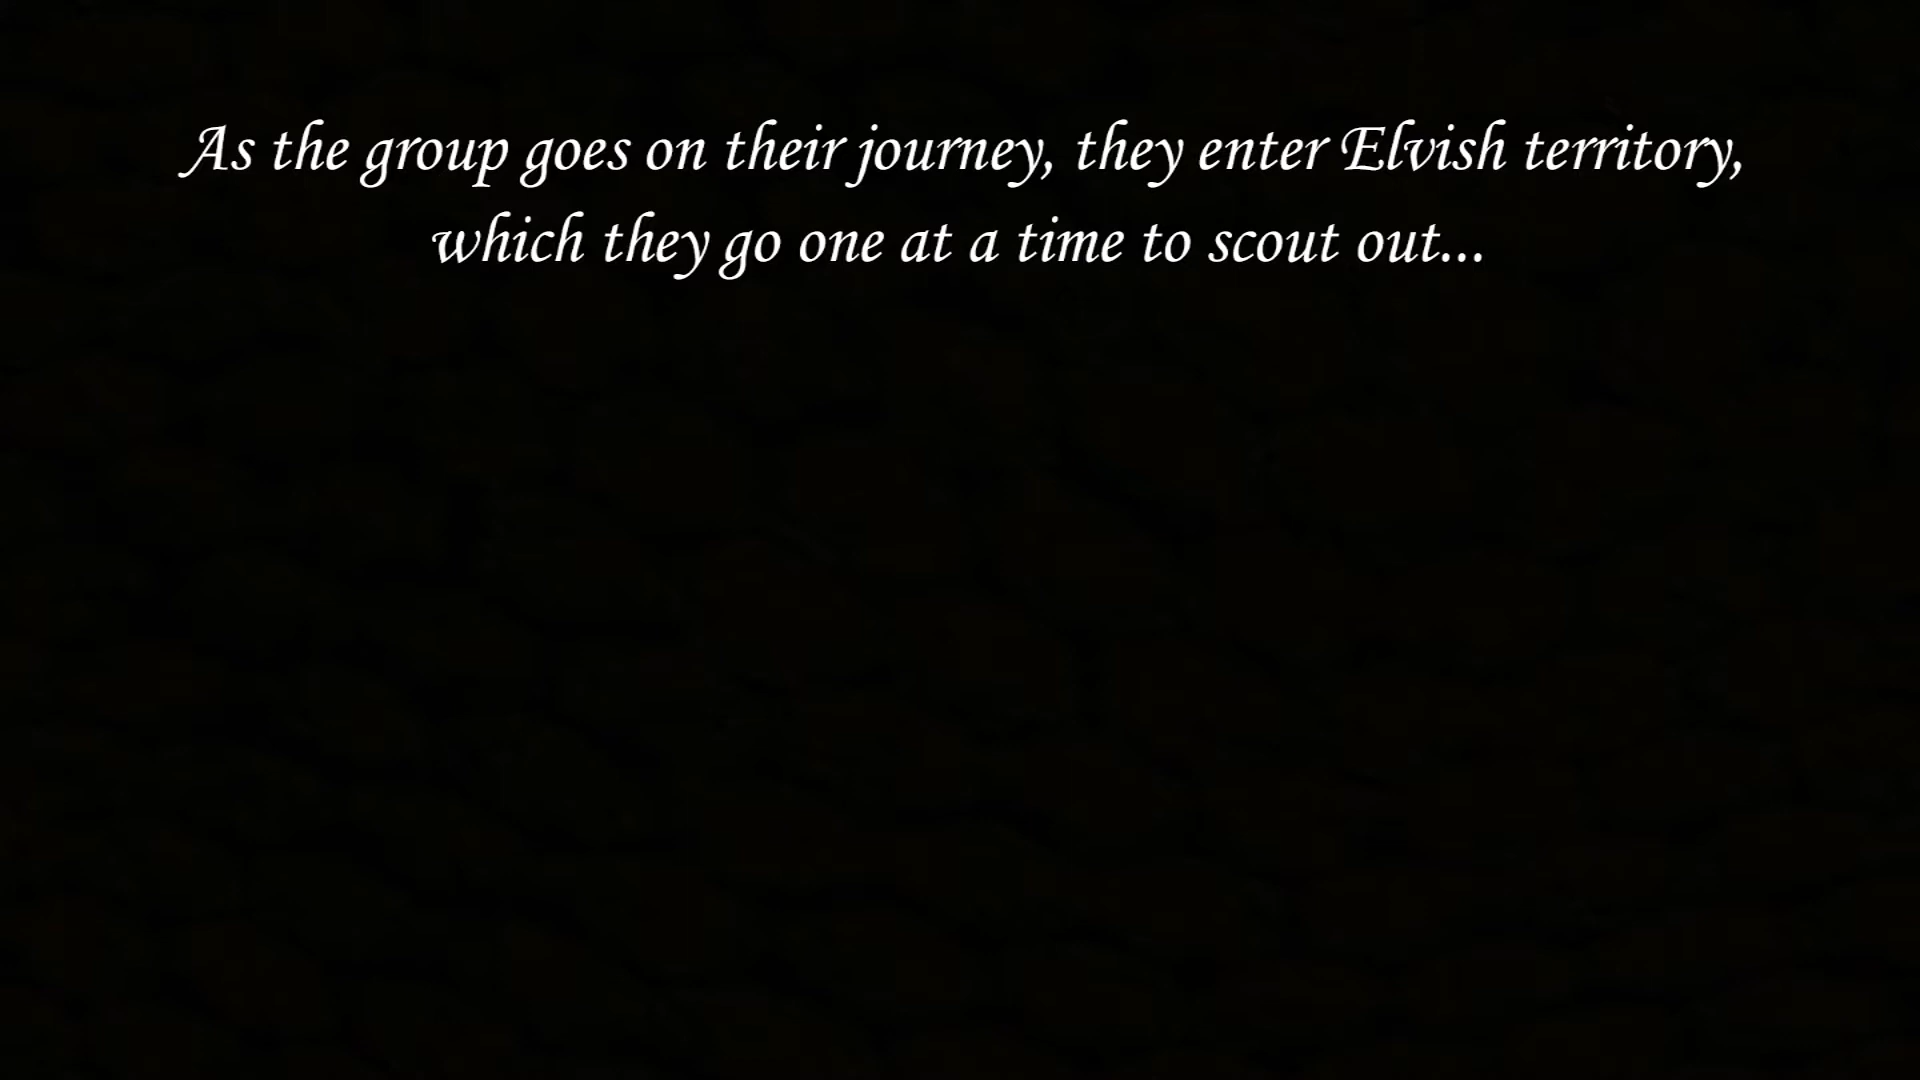 As the group goes on their journey, they enter Elvish territory,
which they go one at a time to scout out...